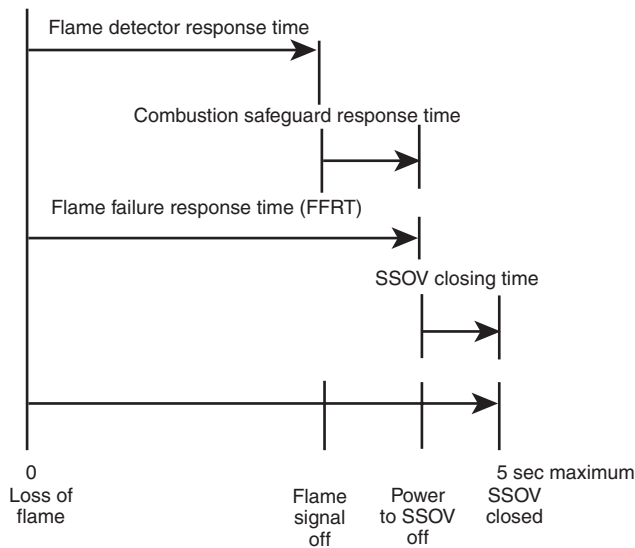 Flame detector response time
Combustion safeguard response time
Flame failure response time (FFRT)
SSOV closing time
0
Loss of
flame
Flame
signal
off
Power
to SSOV
off
5 sec maximum
SSOV
closed